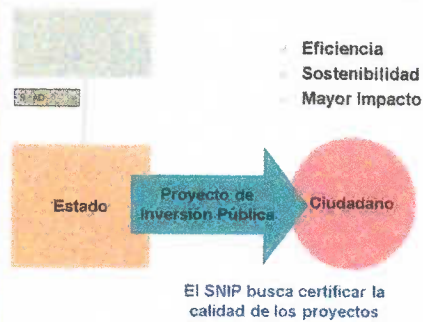 Eficiencia
Sostenibilidad
Mayor Impacto
Estado
Proyecto de
Inversión Pública
Ciudadano
El SNIP busca certificar la
calidad de los proyectos